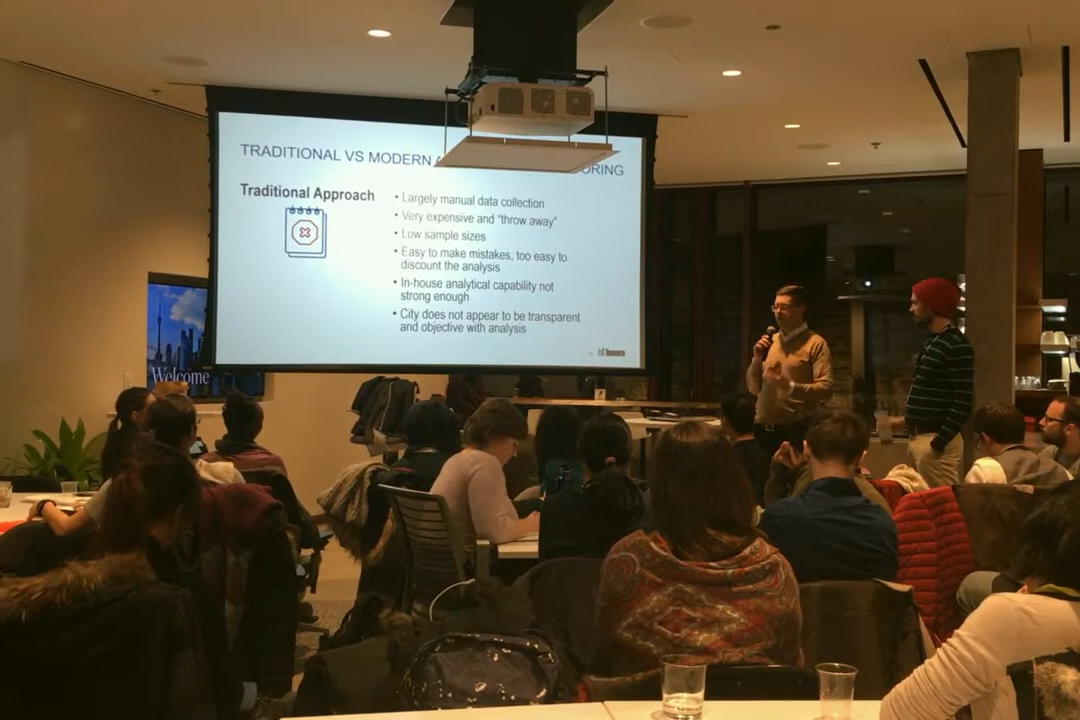 TRADITIONAL VS MODERN
ORING
Traditional Approach
• Largely manual data collection
• Very expensive and “throw away”
• Low sample sizes
• Easy to make mistakes, too easy to
discount the analysis
• In-house analytical capability not
strong enough
• City does not appear to be transparent
and objective with analysis
Toronto
Welcome